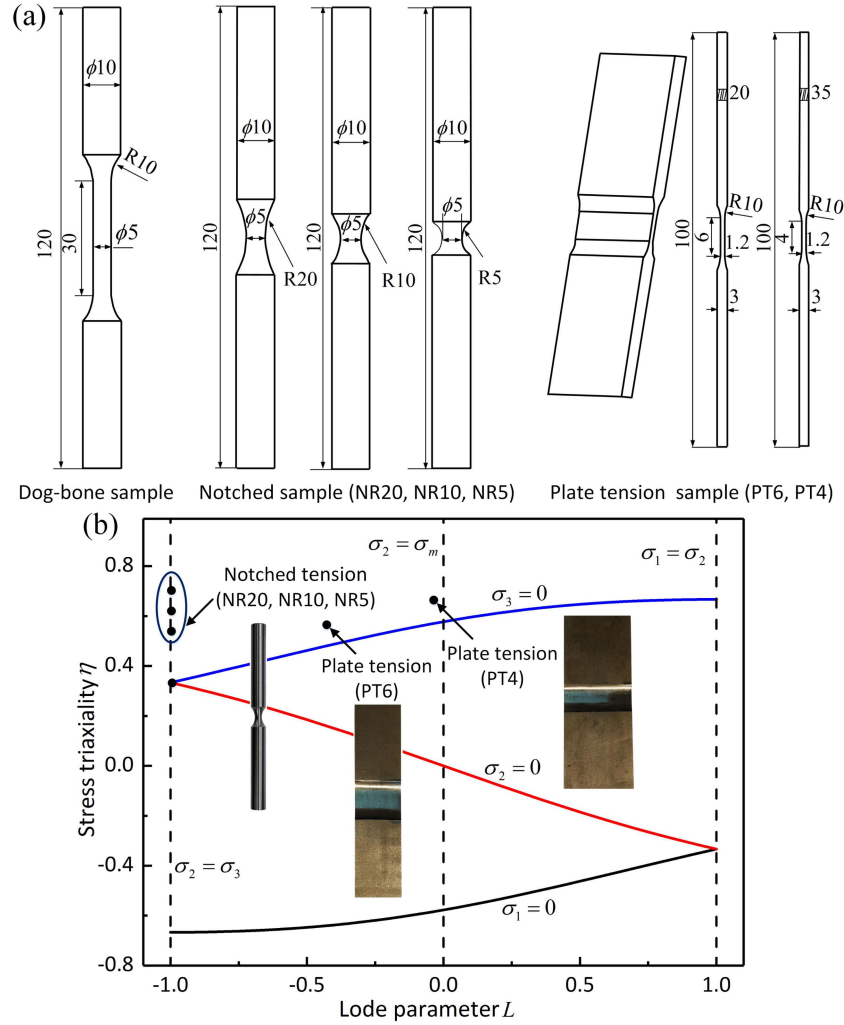 (a)
ϕ10
R10
120
30
ϕ5
ϕ10
ϕ5
120
R20
ϕ10
ϕ5
120
R10
ϕ10
ϕ5
120
R5
20
R10
100
6
1.2
3
35
R10
100
4
1.2
3
Dog-bone sample
Notched sample (NR20, NR10, NR5)
Plate tension sample (PT6, PT4)
(b)
σ₂ = σₘ
σ₁ = σ₂
Notched tension
(NR20, NR10, NR5)
σ₃ = 0
Plate tension
(PT6)
Plate tension
(PT4)
σ₂ = 0
σ₂ = σ₃
σ₁ = 0
0.8
0.4
0.0
-0.4
-0.8
Stress triaxiality η
-1.0
-0.5
0.0
0.5
1.0
Lode parameter L